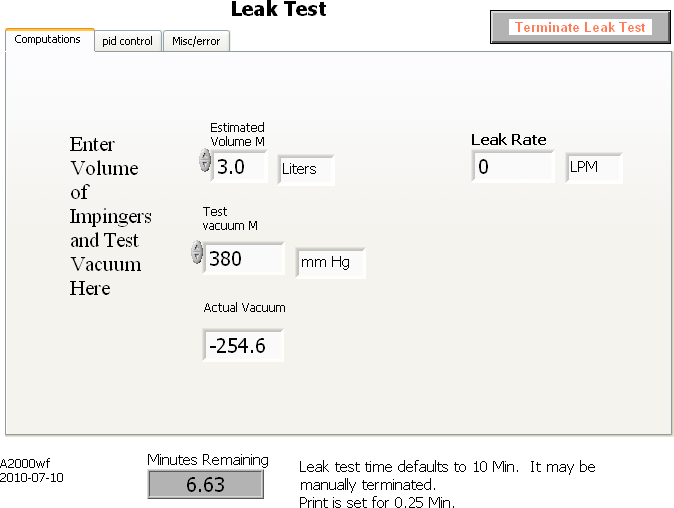 Leak Test
Terminate Leak Test
Computations
pid control
Misc/error
Enter
Volume
of
Impingers
and Test
Vacuum
Here
Estimated
Volume M
3.0
Liters
Test
vacuum M
380
mm Hg
Actual Vacuum
-254.6
Leak Rate
0
LPM
A2000wf
2010-07-10
Minutes Remaining
6.63
Leak test time defaults to 10 Min.  It may be
manually terminated.
Print is set for 0.25 Min.